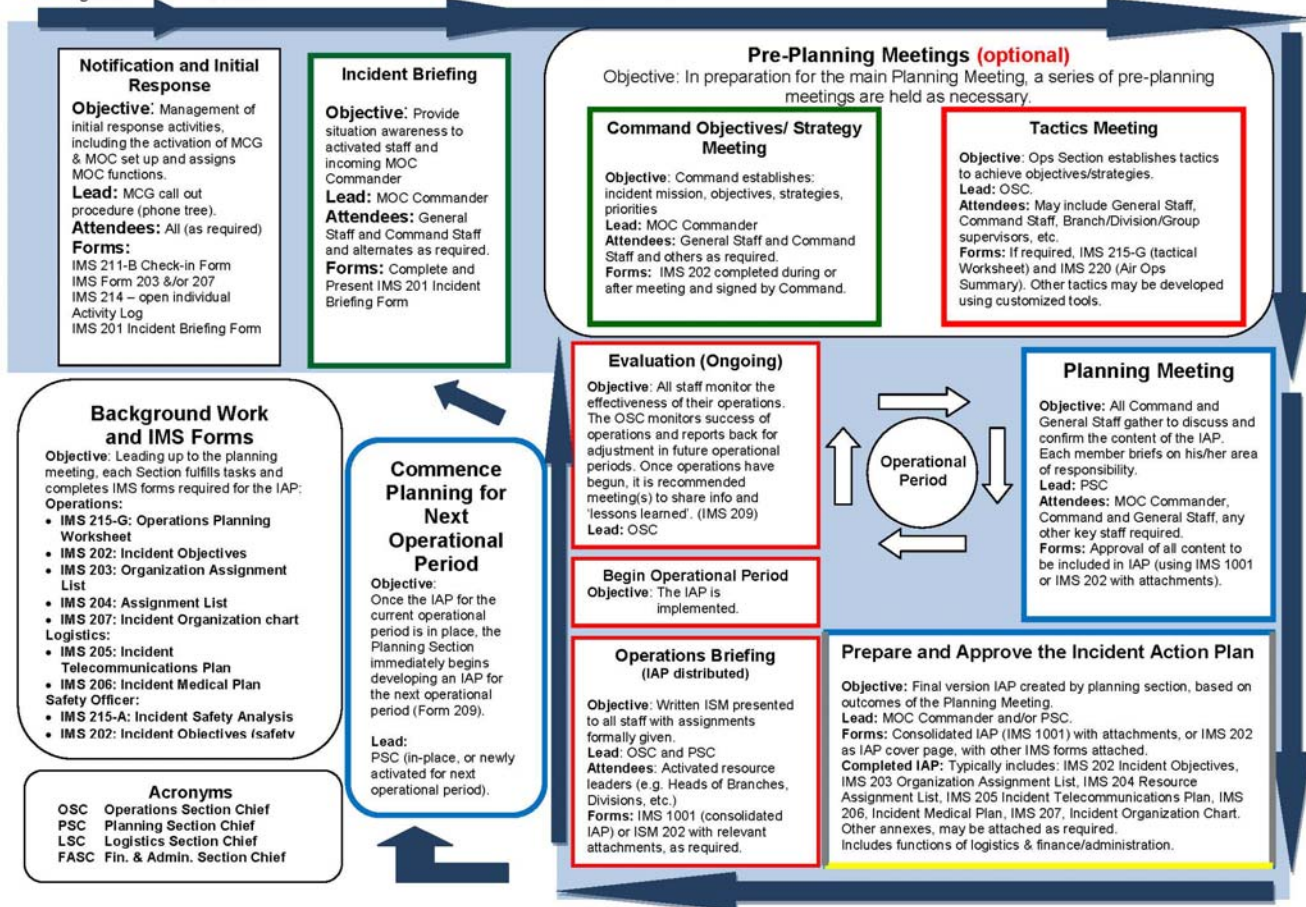 Notification and Initial
Response
Objective: Management of
initial response activities,
including the activation of MCG
& MOC set up and assigns
MOC functions.
Lead: MCG call out
procedure (phone tree).
Attendees: All (as required)
Forms:
IMS 211-B Check-in Form
IMS Form 203 &/or 207
IMS 214 – open individual
Activity Log
IMS 201 Incident Briefing Form
Incident Briefing
Objective: Provide
situation awareness to
activated staff and
incoming MOC
Commander
Lead: MOC Commander
Attendees: General
Staff and Command Staff
and alternates as required.
Forms: Complete and
Present IMS 201 Incident
Briefing Form
Pre-Planning Meetings (optional)
Objective: In preparation for the main Planning Meeting, a series of pre-planning
meetings are held as necessary.
Command Objectives/ Strategy
Meeting
Objective: Command establishes:
incident mission, objectives, strategies,
priorities
Lead: MOC Commander
Attendees: General Staff and Command
Staff and others as required.
Forms: IMS 202 completed during or
after meeting and signed by Command.
Tactics Meeting
Objective: Ops Section establishes tactics
to achieve objectives/strategies.
Lead: OSC.
Attendees: May include General Staff,
Command Staff, Branch/Division/Group
supervisors, etc.
Forms: If required, IMS 215-G (tactical
Worksheet) and IMS 220 (Air Ops
Summary). Other tactics may be developed
using customized tools.
Background Work
and IMS Forms
Objective: Leading up to the planning
meeting, each Section fulfills tasks and
completes IMS forms required for the IAP:
Operations:
• IMS 215-G: Operations Planning
Worksheet
• IMS 202: Incident Objectives
• IMS 203: Organization Assignment
List
• IMS 204: Assignment List
• IMS 207: Incident Organization chart
Logistics:
• IMS 205: Incident
Telecommunications Plan
• IMS 206: Incident Medical Plan
Safety Officer:
• IMS 215-A: Incident Safety Analysis
• IMS 202: Incident Objectives (safety
Acronyms
OSC Operations Section Chief
PSC Planning Section Chief
LSC Logistics Section Chief
FASC Fin. & Admin. Section Chief
Commence
Planning for
Next
Operational
Period
Objective:
Once the IAP for the
current operational
period is in place, the
Planning Section
immediately begins
developing an IAP for
the next operational
period (Form 209).
Lead:
PSC (in-place, or newly
activated for next
operational period).
Evaluation (Ongoing)
Objective: All staff monitor the
effectiveness of their operations.
The OSC monitors success of
operations and reports back for
adjustment in future operational
periods. Once operations have
begun, it is recommended
meeting(s) to share info and
‘lessons learned’. (IMS 209)
Lead: OSC
Begin Operational Period
Objective: The IAP is
implemented.
Operations Briefing
(IAP distributed)
Objective: Written ISM presented
to all staff with assignments
formally given.
Lead: OSC and PSC
Attendees: Activated resource
leaders (e.g. Heads of Branches,
Divisions, etc.)
Forms: IMS 1001 (consolidated
IAP) or ISM 202 with relevant
attachments, as required.
Operational
Period
Planning Meeting
Objective: All Command and
General Staff gather to discuss and
confirm the content of the IAP.
Each member briefs on his/her area
of responsibility.
Lead: PSC
Attendees: MOC Commander,
Command and General Staff, any
other key staff required.
Forms: Approval of all content to
be included in IAP (using IMS 1001
or IMS 202 with attachments).
Prepare and Approve the Incident Action Plan
Objective: Final version IAP created by planning section, based on
outcomes of the Planning Meeting.
Lead: MOC Commander and/or PSC.
Forms: Consolidated IAP (IMS 1001) with attachments, or IMS 202
as IAP cover page, with other IMS forms attached.
Completed IAP: Typically includes: IMS 202 Incident Objectives,
IMS 203 Organization Assignment List, IMS 204 Resource
Assignment List, IMS 205 Incident Telecommunications Plan, IMS
206, Incident Medical Plan, IMS 207, Incident Organization Chart.
Other annexes, may be attached as required.
Includes functions of logistics & finance/administration.